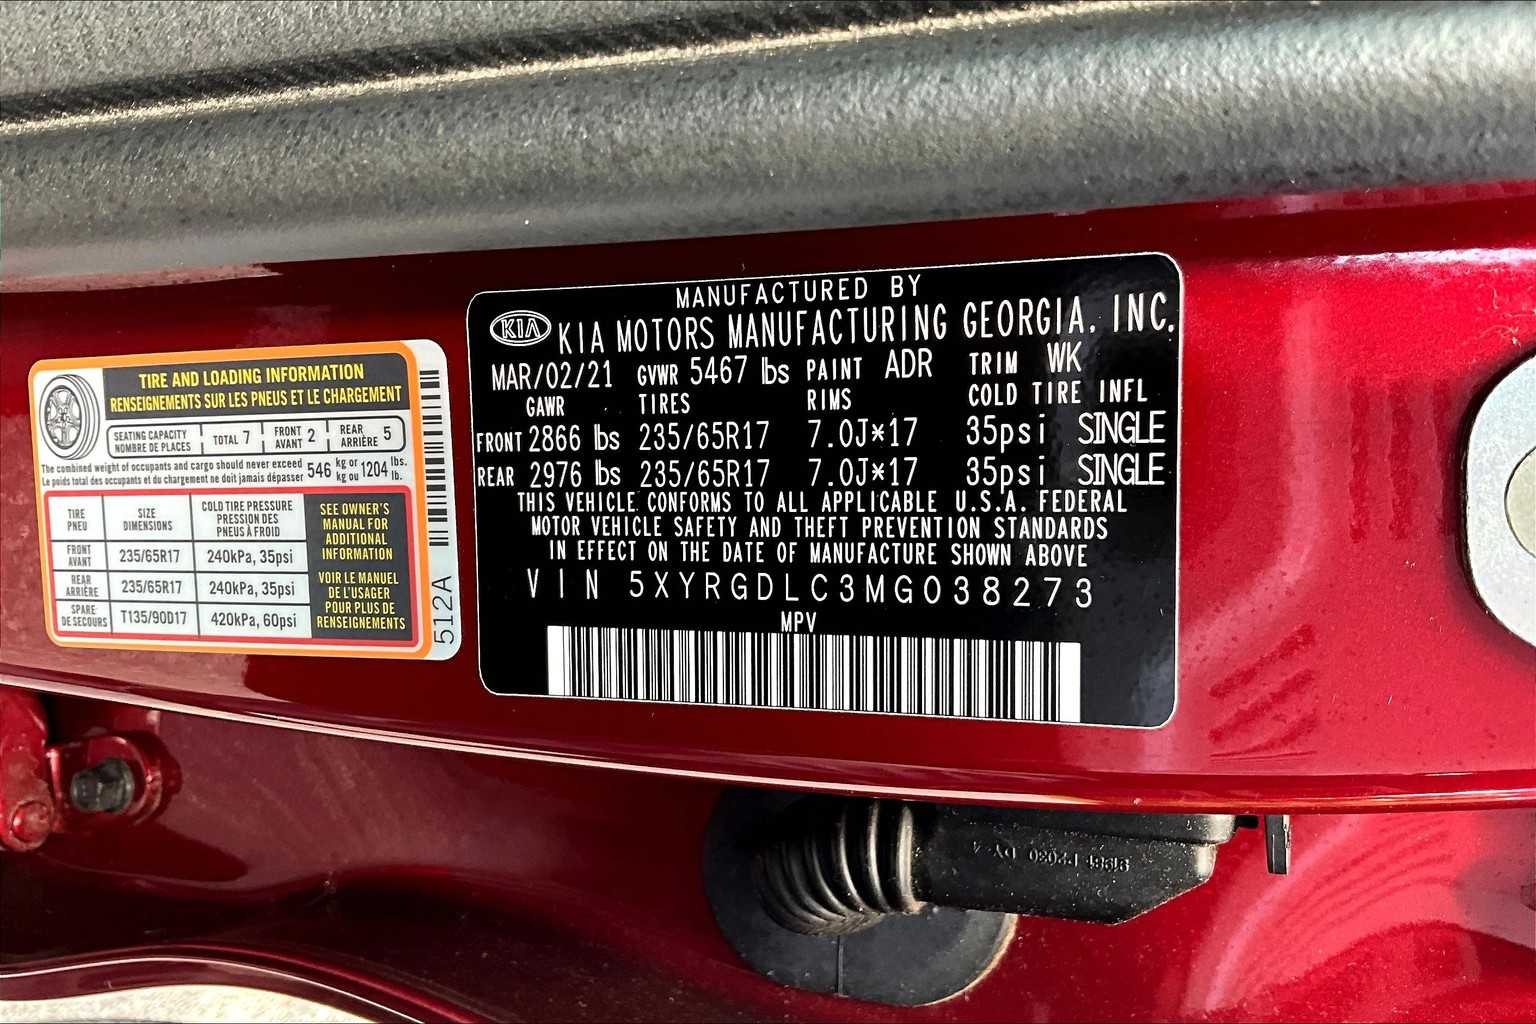 TIRE AND LOADING INFORMATION
RENSEIGNEMENTS SUR LES PNEUS ET LE CHARGEMENT
SEATING CAPACITY
NOMBRE DE PLACES
TOTAL 7
FRONT
AVANT 2
REAR
ARRIÈRE 5
The combined weight of occupants and cargo should never exceed 546 kg or 1204 lbs.
Le poids total des occupants et du chargement ne doit jamais dépasser kg ou lb.
TIRE
PNEU
SIZE
DIMENSIONS
COLD TIRE PRESSURE
PRESSION DES
PNEUS À FROID
FRONT
AVANT
235/65R17
240kPa, 35psi
REAR
ARRIÈRE
235/65R17
240kPa, 35psi
SPARE
DE SECOURS
T135/90D17
420kPa, 60psi
SEE OWNER'S
MANUAL FOR
ADDITIONAL
INFORMATION
VOIR LE MANUEL
DE L'USAGER
POUR PLUS DE
RENSEIGNEMENTS
512A
MANUFACTURED BY
KIA KIA MOTORS MANUFACTURING GEORGIA, INC.
MAR/02/21 GVWR 5467 lbs PAINT ADR TRIM WK
GAWR TIRES RIMS COLD TIRE INFL
FRONT 2866 lbs 235/65R17 7.0J*17 35psi SINGLE
REAR 2976 lbs 235/65R17 7.0J*17 35psi SINGLE
THIS VEHICLE CONFORMS TO ALL APPLICABLE U.S.A. FEDERAL
MOTOR VEHICLE SAFETY AND THEFT PREVENTION STANDARDS
IN EFFECT ON THE DATE OF MANUFACTURE SHOWN ABOVE
VIN 5XYRGDLC3MG038273
MPV